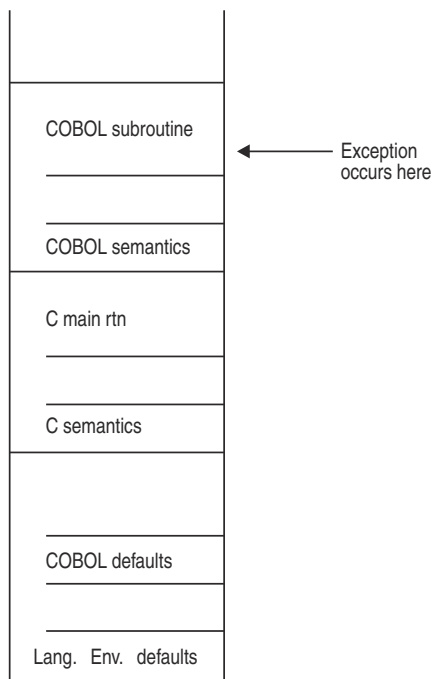 COBOL subroutine
Exception
occurs here
COBOL semantics
C main rtn
C semantics
COBOL defaults
Lang. Env. defaults